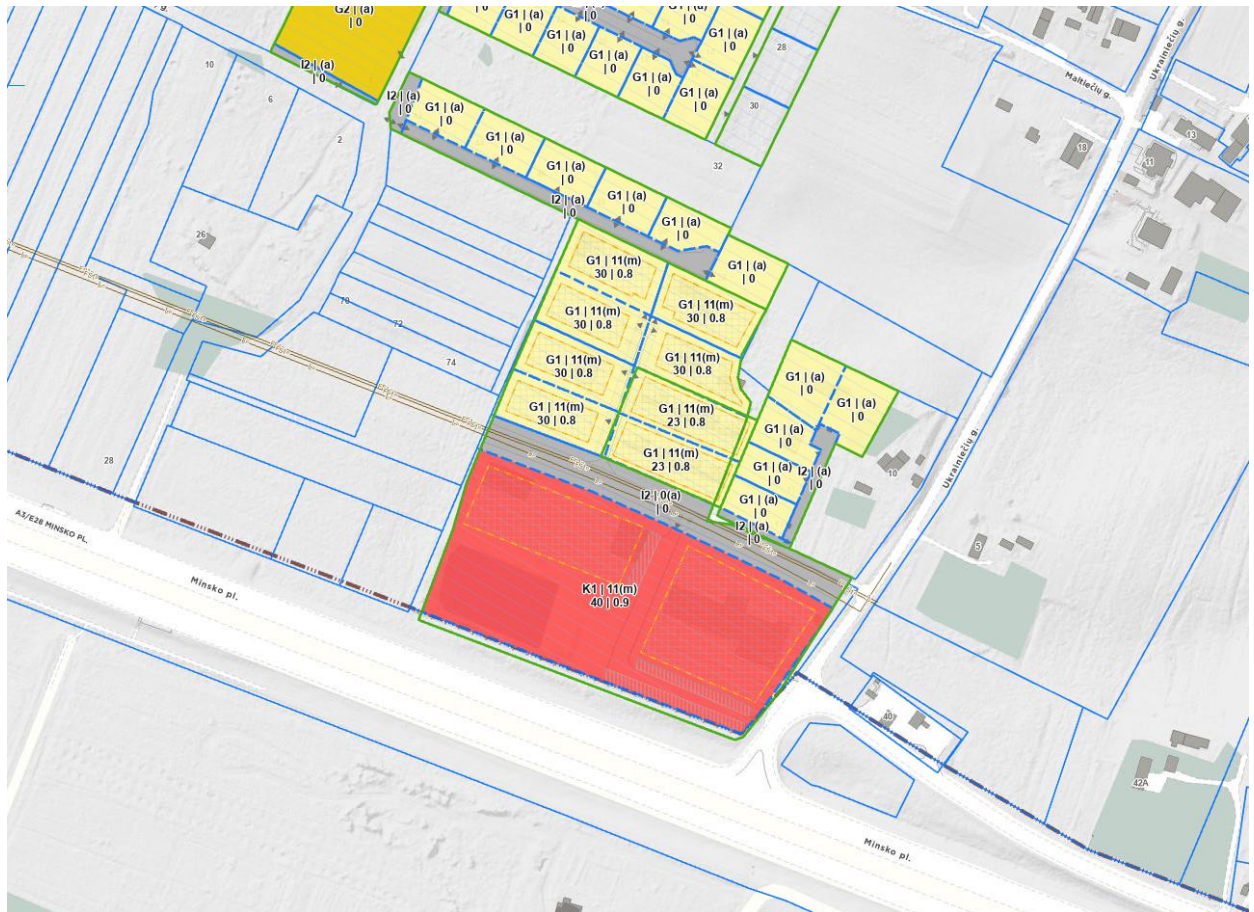 G2 | (a)
| 0
I2 | (a)
| 0
G1 | (a)
| 0
G1 | (a)
| 0
G1 | (a)
| 0
G1 | (a)
| 0
G1 | (a)
| 0
G1 | (a)
| 0
28
30
32
Maltiečių g.
Ukrainiečių g.
18
13
11
10
6
2
26
I2 | (a)
| 0
G1 | (a)
| 0
G1 | (a)
| 0
G1 | (a)
| 0
G1 | (a)
| 0
G1 | (a)
| 0
I2 | (a)
| 0
G1 | (a)
| 0
70
72
74
G1 | 11(m)
30 | 0.8
G1 | 11(m)
30 | 0.8
G1 | 11(m)
30 | 0.8
G1 | 11(m)
30 | 0.8
G1 | 11(m)
30 | 0.8
G1 | 11(m)
30 | 0.8
G1 | 11(m)
23 | 0.8
G1 | 11(m)
23 | 0.8
G1 | (a)
| 0
G1 | (a)
| 0
G1 | (a)
| 0
G1 | (a)
| 0
G1 | (a)
| 0
I2 | (a)
| 0
I2 | (a)
| 0
I2 | 0(a)
| 0
10
Ukrainiečių g.
5
28
A3/E28 MINSKO PL.
Minsko pl.
K1 | 11(m)
40 | 0.9
40
42A
Minsko pl.